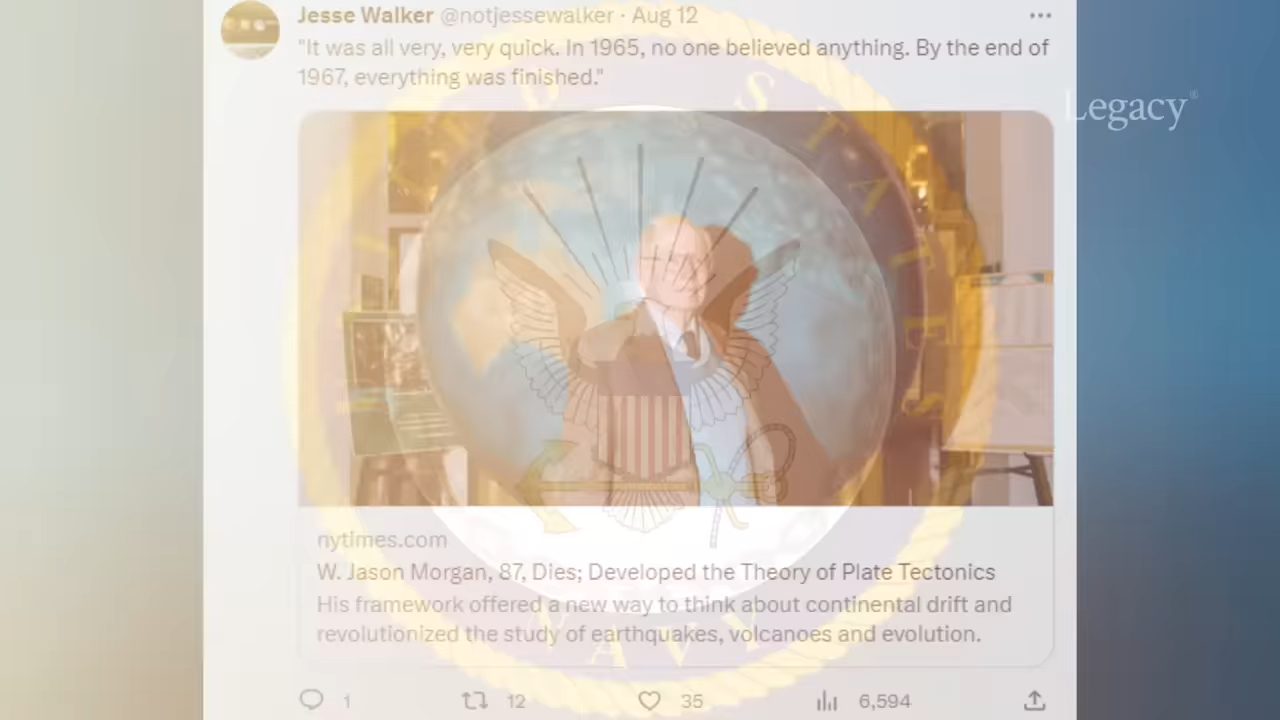 Jesse Walker @notjessewalker · Aug 12
"It was all very, very quick. In 1965, no one believed anything. By the end of
1967, everything was finished."
Legacy®
STATES
nytimes.com
W. Jason Morgan, 87, Dies; Developed the Theory of Plate Tectonics
His framework offered a new way to think about continental drift and
revolutionized the study of earthquakes, volcanoes and evolution.
NAVY
1 12 35 6,594